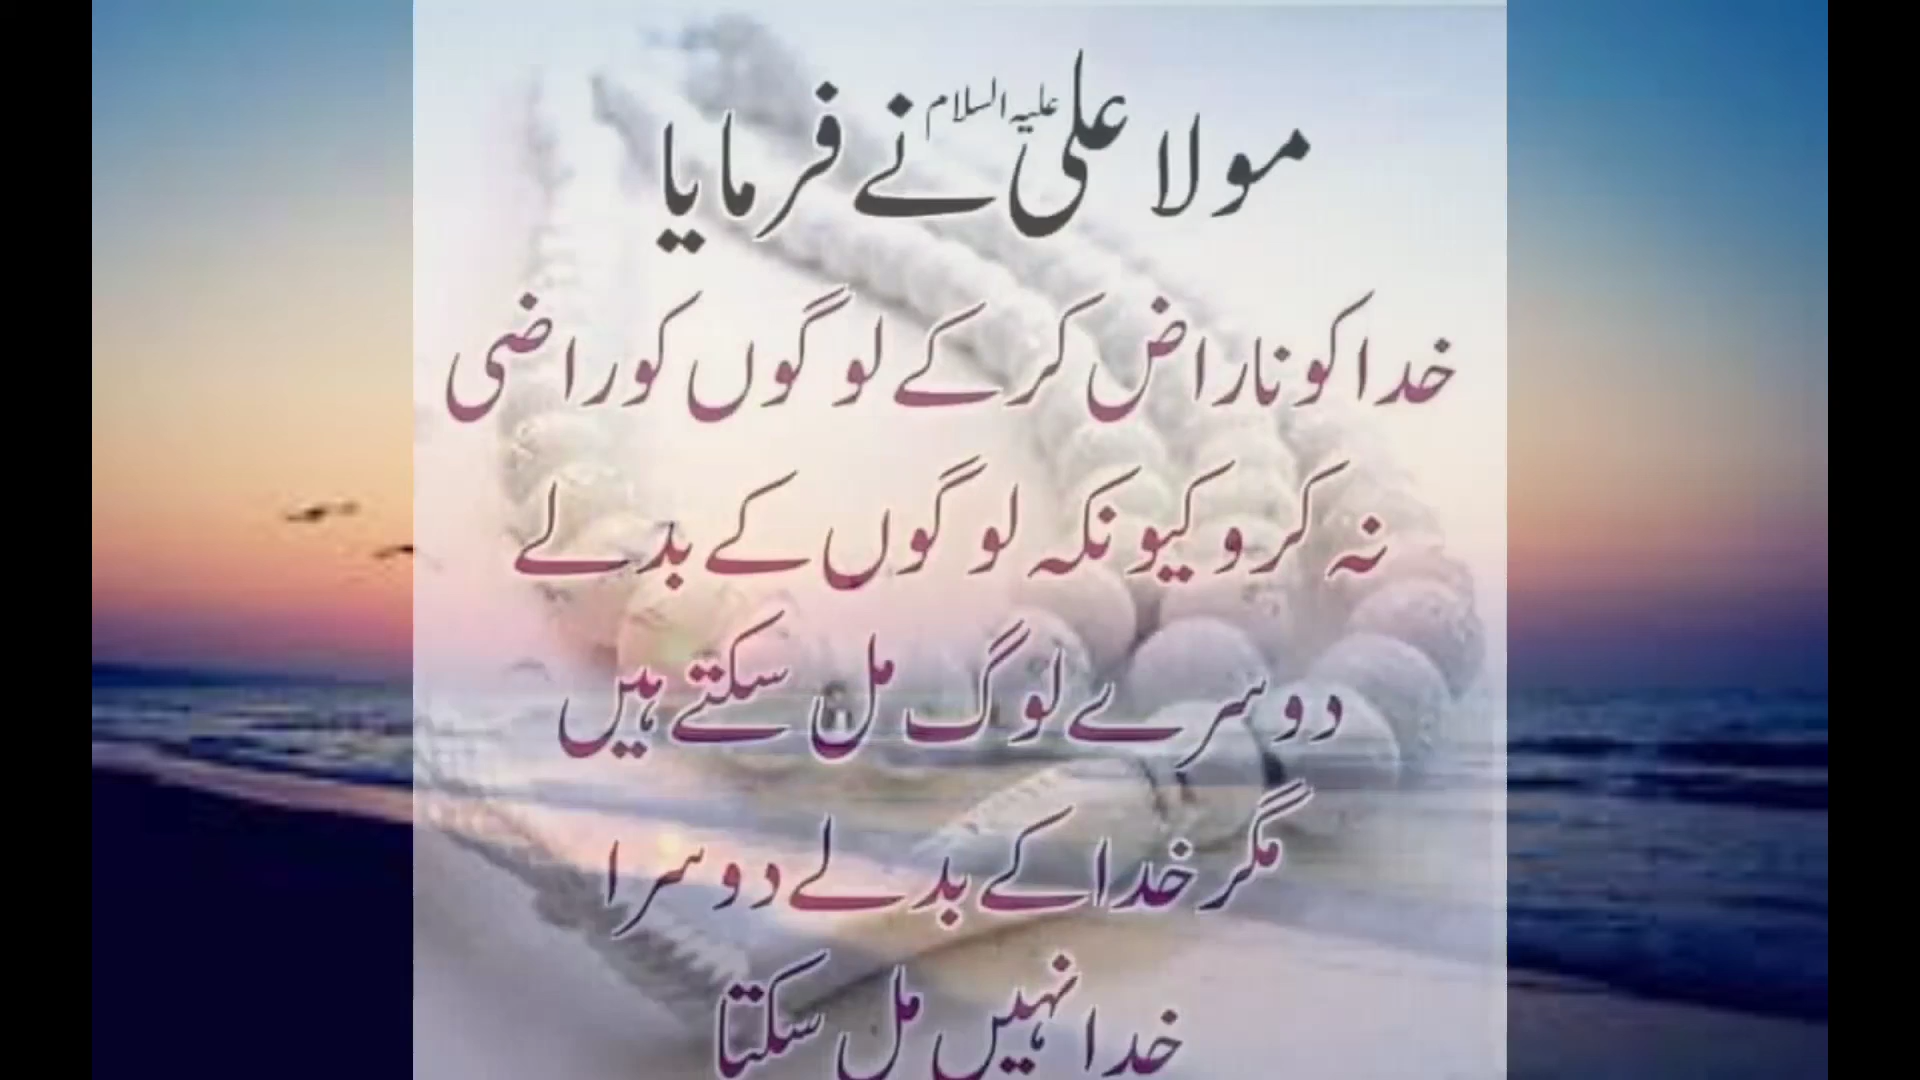 مولا علی علیہ السلام نے فرمایا
خدا کو ناراض کر کے لوگوں کو راضی
نہ کرو کیونکہ لوگوں کے بدلے
دوسرے لوگ مل سکتے ہیں
مگر خدا کے بدلے دوسرا
خدا نہیں مل سکتا